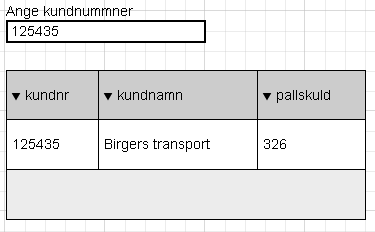 Ange kundnummner
125435
▼ kundnr ▼ kundnamn ▼ pallskuld
125435 Birgers transport 326